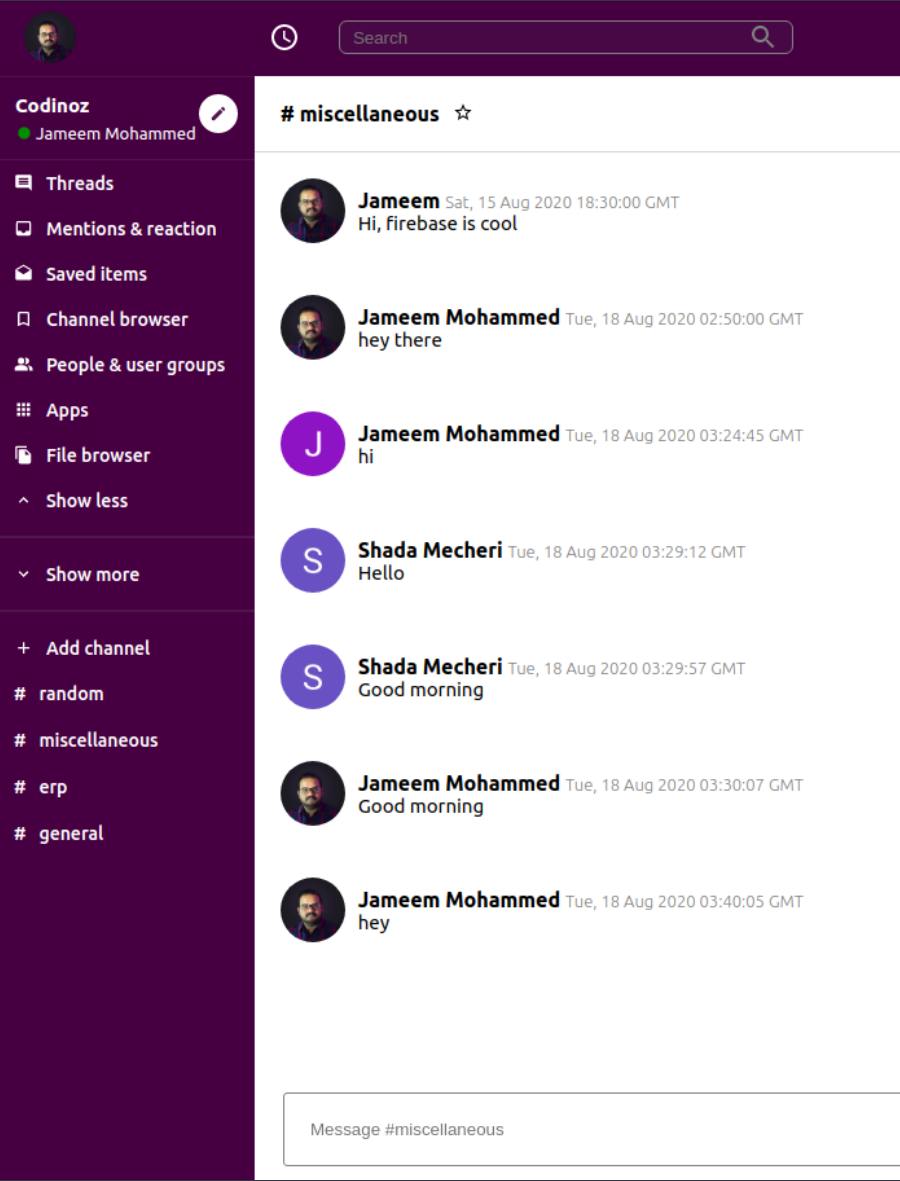 Search
Codinoz
Jameem Mohammed
Threads
Mentions & reaction
Saved items
Channel browser
People & user groups
Apps
File browser
Show less
Show more
+ Add channel
# random
# miscellaneous
# erp
# general
# miscellaneous
Jameem Sat, 15 Aug 2020 18:30:00 GMT
Hi, firebase is cool
Jameem Mohammed Tue, 18 Aug 2020 02:50:00 GMT
hey there
J
Jameem Mohammed Tue, 18 Aug 2020 03:24:45 GMT
hi
S
Shada Mecheri Tue, 18 Aug 2020 03:29:12 GMT
Hello
S
Shada Mecheri Tue, 18 Aug 2020 03:29:57 GMT
Good morning
Jameem Mohammed Tue, 18 Aug 2020 03:30:07 GMT
Good morning
Jameem Mohammed Tue, 18 Aug 2020 03:40:05 GMT
hey
Message #miscellaneous